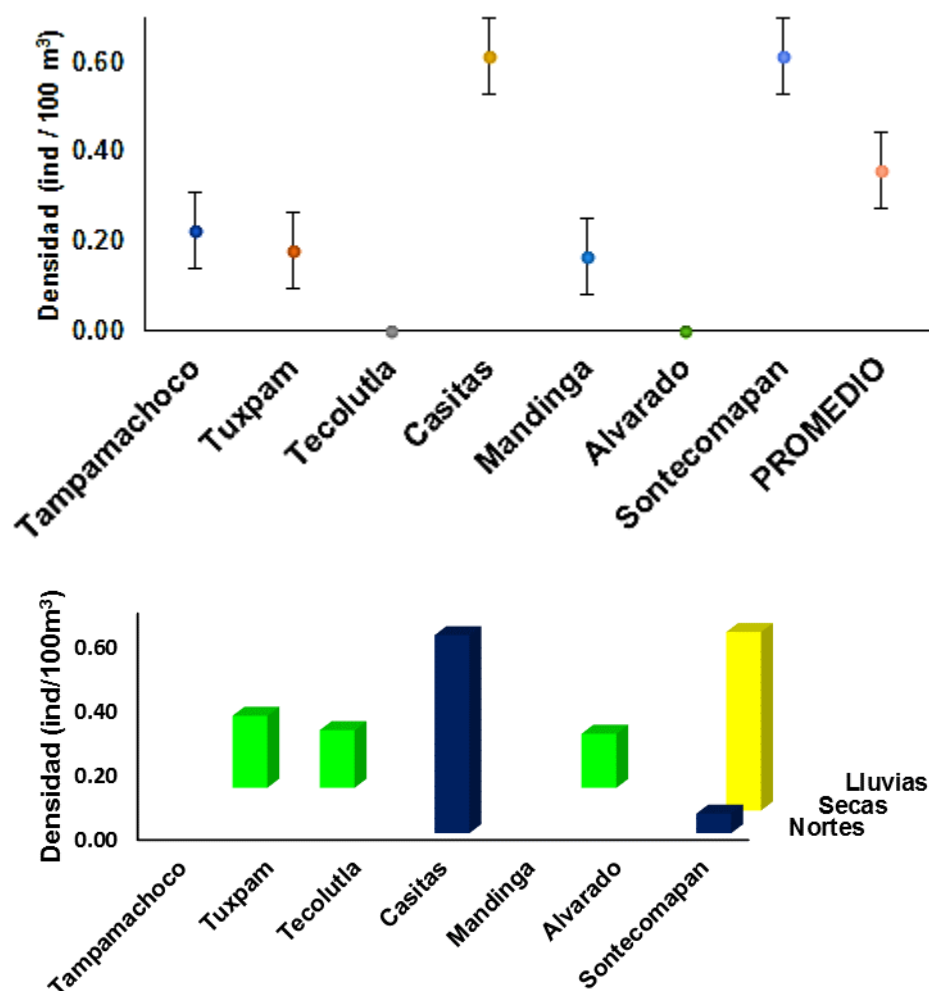 Densidad (ind / 100 m³)
0.60
0.40
0.20
0.00
Tampamachoco
Tuxpam
Tecolutla
Casitas
Mandinga
Alvarado
Sontecomapan
PROMEDIO
Densidad (ind/100m³)
0.60
0.40
0.20
0.00
Lluvias
Secas
Nortes
Tampamachoco
Tuxpam
Tecolutla
Casitas
Mandinga
Alvarado
Sontecomapan